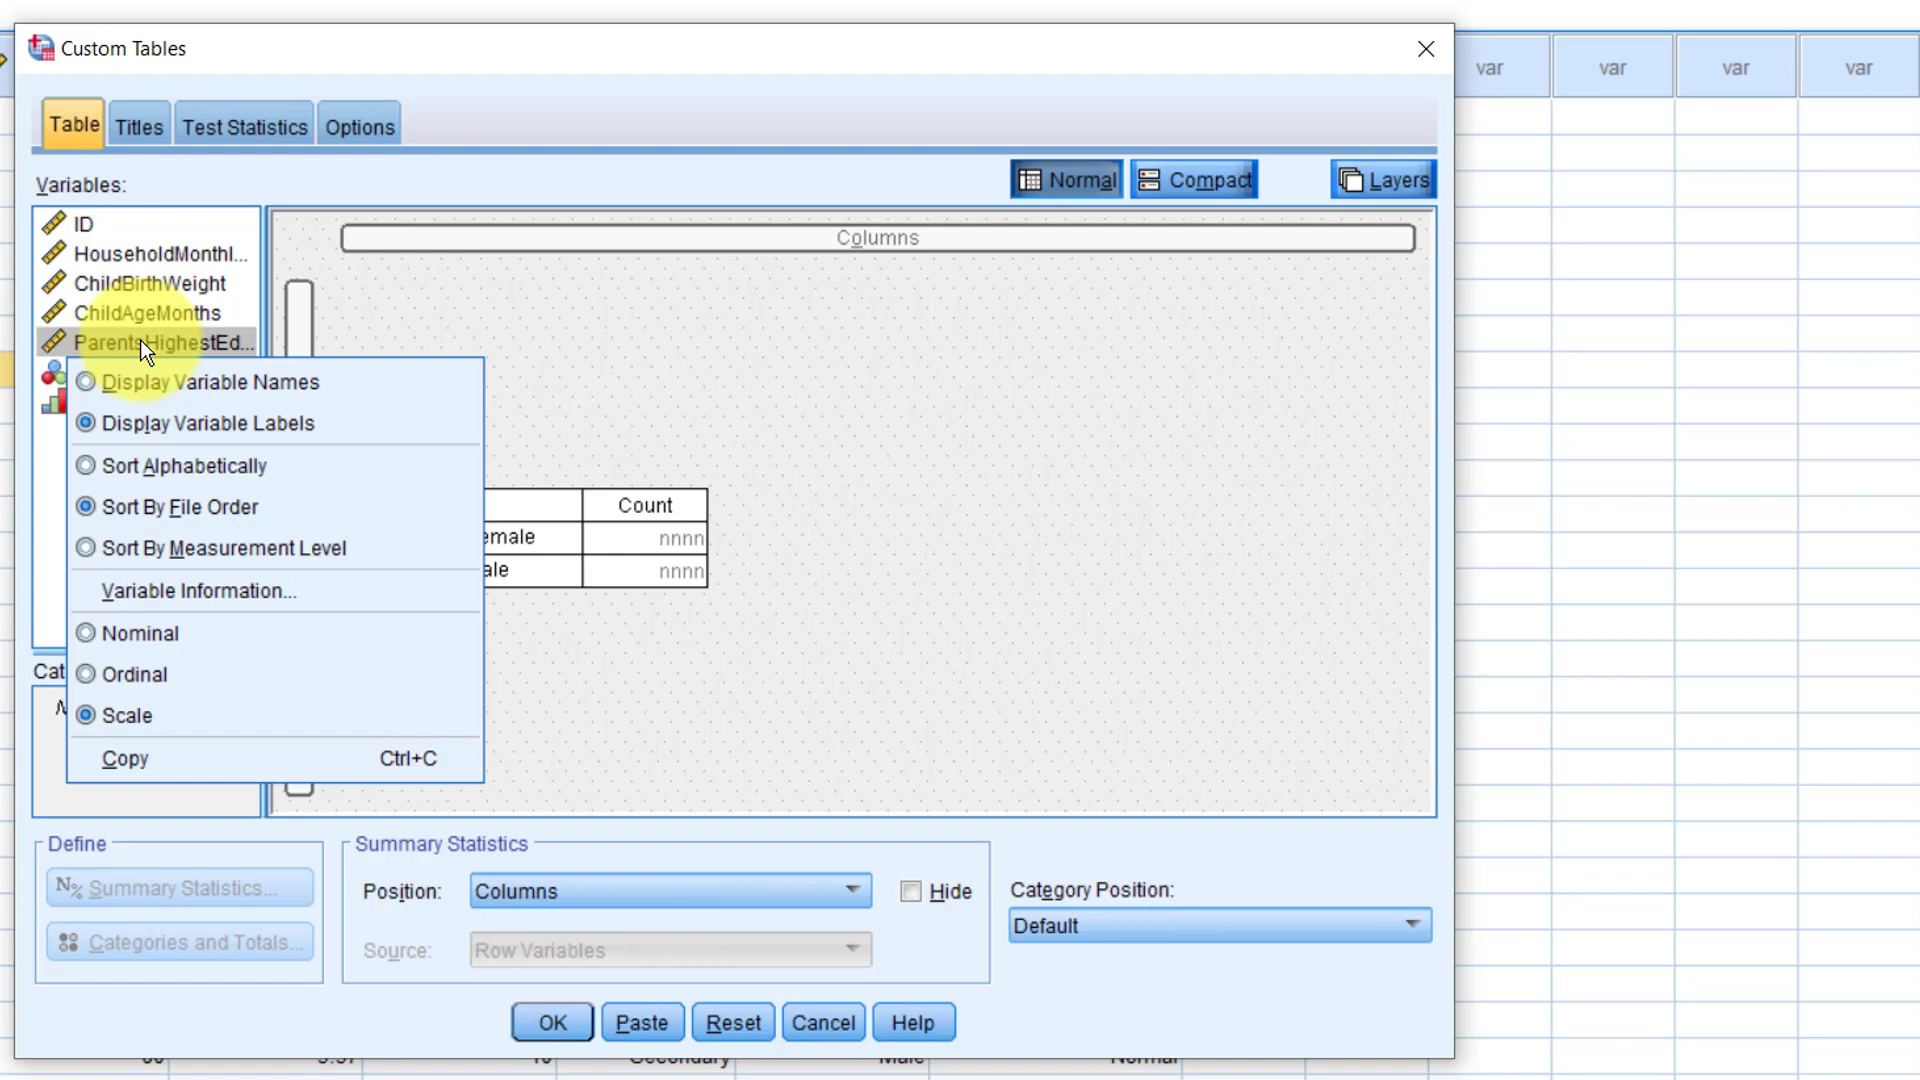 Custom Tables
var var var var
Table Titles Test Statistics Options
Variables:
Normal Compact Layers
ID
HouseholdMonthl...
ChildBirthWeight
ChildAgeMonths
ParentsHighestEd...
Columns
Display Variable Names
Display Variable Labels
Sort Alphabetically
Sort By File Order
Sort By Measurement Level
Variable Information...
Nominal
Ordinal
Scale
Copy Ctrl+C
Count
emale nnnn
ale nnnn
Cat
Define
N% Summary Statistics...
Categories and Totals...
Summary Statistics
Position: Columns Hide
Source: Row Variables
Category Position:
Default
OK Paste Reset Cancel Help
Secondary Male Normal